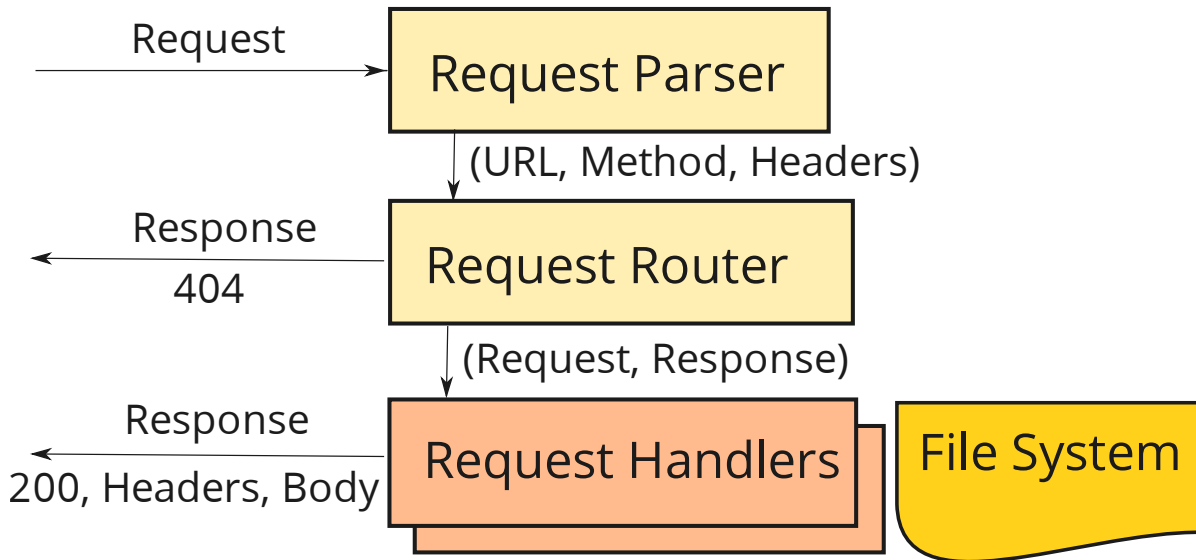 Request
Request Parser
(URL, Method, Headers)
Response
404
Request Router
(Request, Response)
Response
200, Headers, Body
Request Handlers
File System